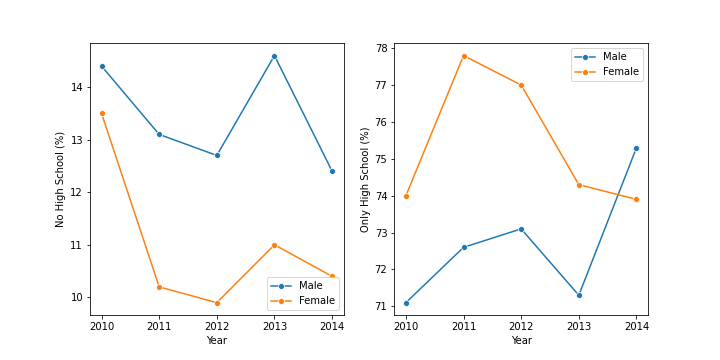 No High School (%)
14
13
12
11
10
2010 2011 2012 2013 2014
Year
Male
Female
Only High School (%)
78
77
76
75
74
73
72
71
2010 2011 2012 2013 2014
Year
Male
Female